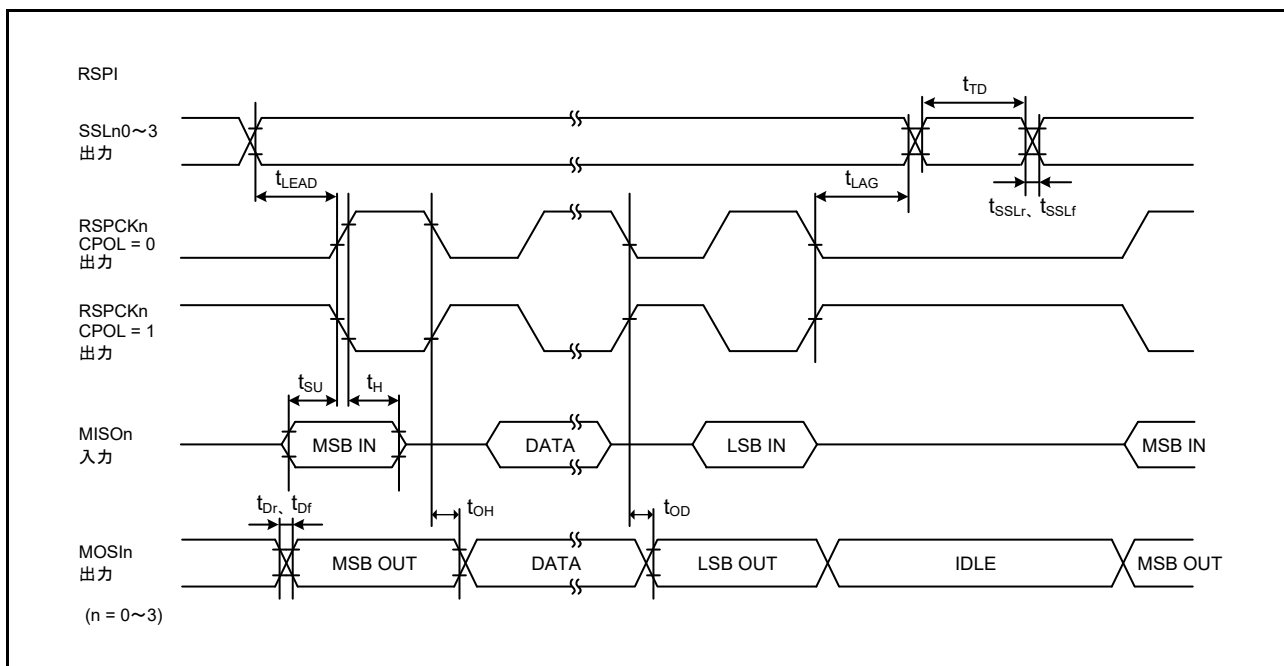 RSPI
tTD
SSLn0～3
出力
tLEAD
tLAG
tSSLr、tSSLf
RSPCKn
CPOL = 0
出力
RSPCKn
CPOL = 1
出力
tSU
tH
MISOn
入力
MSB IN
DATA
LSB IN
MSB IN
tDr、tDf
tOH
tOD
MOSIn
出力
MSB OUT
DATA
LSB OUT
IDLE
MSB OUT
(n = 0～3)